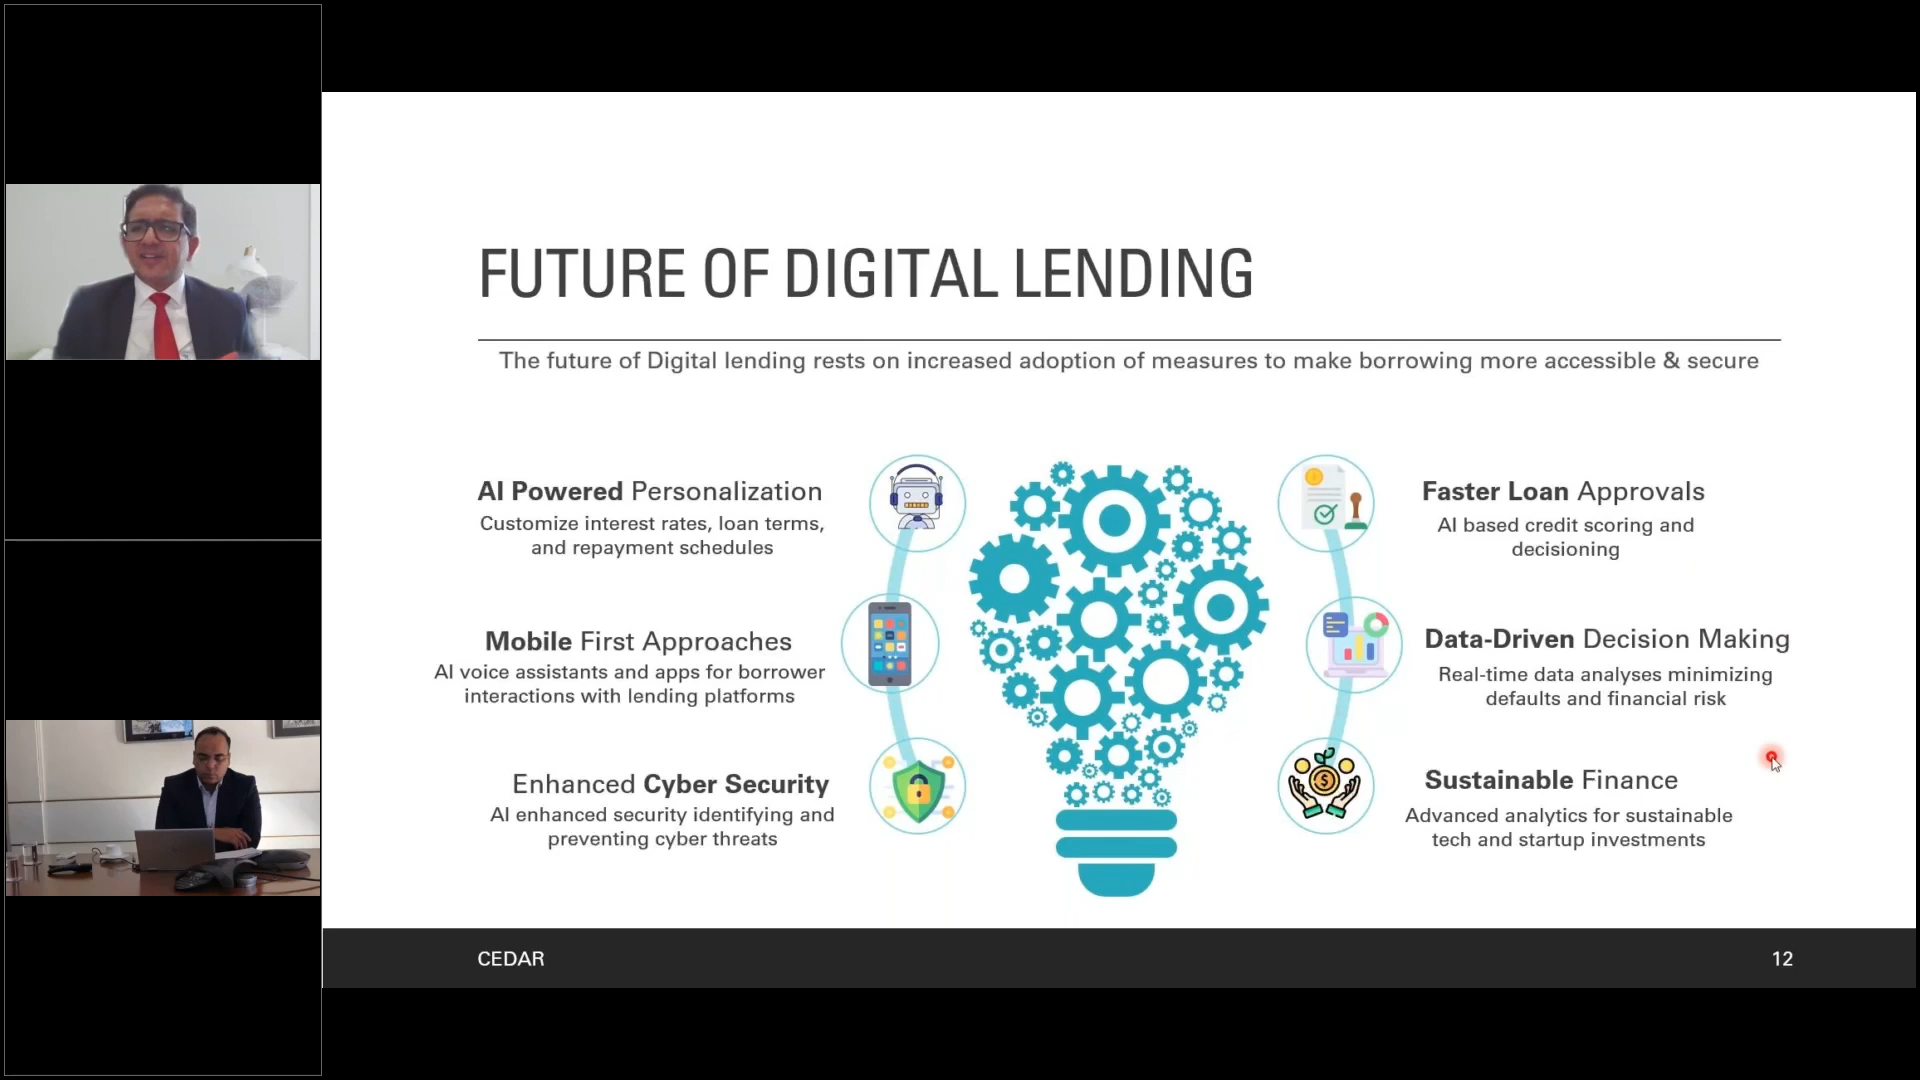 FUTURE OF DIGITAL LENDING
The future of Digital lending rests on increased adoption of measures to make borrowing more accessible & secure
AI Powered Personalization
Customize interest rates, loan terms,
and repayment schedules
Mobile First Approaches
AI voice assistants and apps for borrower
interactions with lending platforms
Enhanced Cyber Security
AI enhanced security identifying and
preventing cyber threats
Faster Loan Approvals
AI based credit scoring and
decisioning
Data-Driven Decision Making
Real-time data analyses minimizing
defaults and financial risk
Sustainable Finance
Advanced analytics for sustainable
tech and startup investments
CEDAR
12